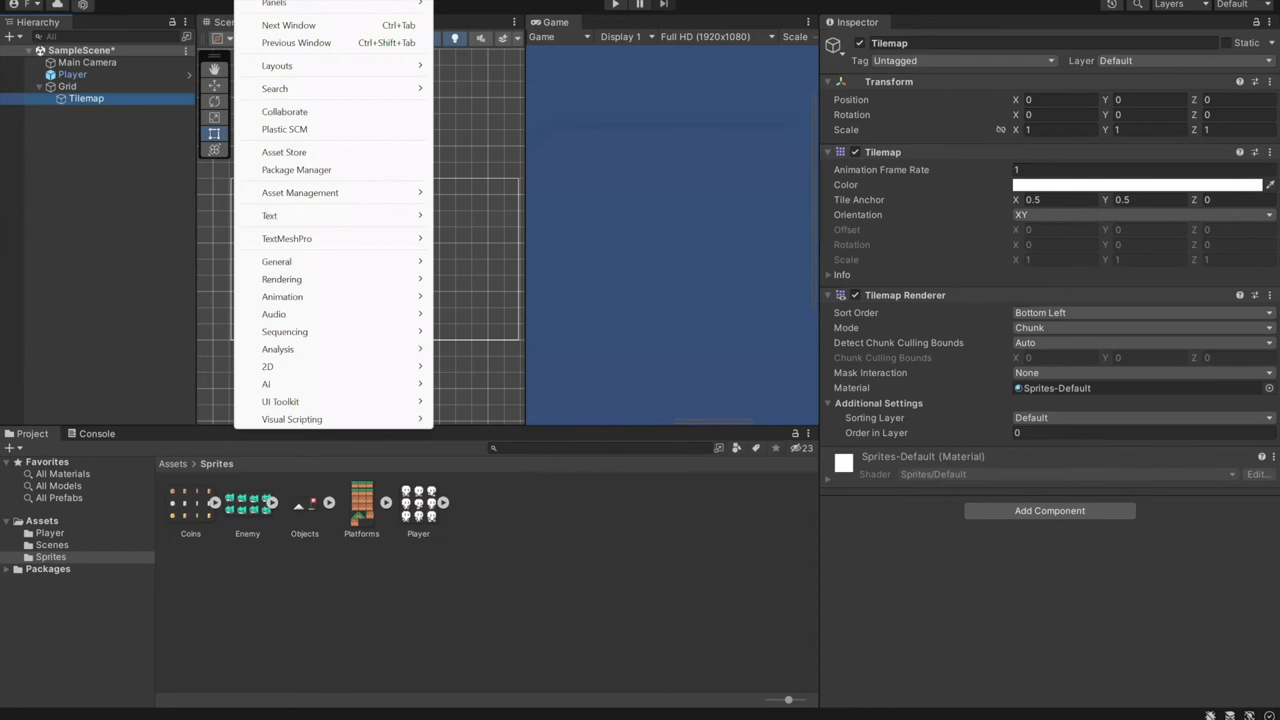 F
Layers
Default
Hierarchy
All
SampleScene*
Main Camera
Player
Grid
Tilemap
Scen
Panels
Next Window Ctrl+Tab
Previous Window Ctrl+Shift+Tab
Layouts
Search
Collaborate
Plastic SCM
Asset Store
Package Manager
Asset Management
Text
TextMeshPro
General
Rendering
Animation
Audio
Sequencing
Analysis
2D
AI
UI Toolkit
Visual Scripting
Game
Game Display 1 Full HD (1920x1080) Scale
Inspector
Tilemap Static
Tag Untagged Layer Default
Transform
Position X 0 Y 0 Z 0
Rotation X 0 Y 0 Z 0
Scale X 1 Y 1 Z 1
Tilemap
Animation Frame Rate 1
Color
Tile Anchor X 0.5 Y 0.5 Z 0
Orientation XY
Offset X 0 Y 0 Z 0
Rotation X 0 Y 0 Z 0
Scale X 1 Y 1 Z 1
Info
Tilemap Renderer
Sort Order Bottom Left
Mode Chunk
Detect Chunk Culling Bounds Auto
Chunk Culling Bounds X 0 Y 0 Z 0
Mask Interaction None
Material Sprites-Default
Additional Settings
Sorting Layer Default
Order in Layer 0
Sprites-Default (Material)
Shader Sprites/Default Edit...
Add Component
Project Console
23
Favorites
All Materials
All Models
All Prefabs
Assets
Player
Scenes
Sprites
Packages
Assets > Sprites
Coins Enemy Objects Platforms Player